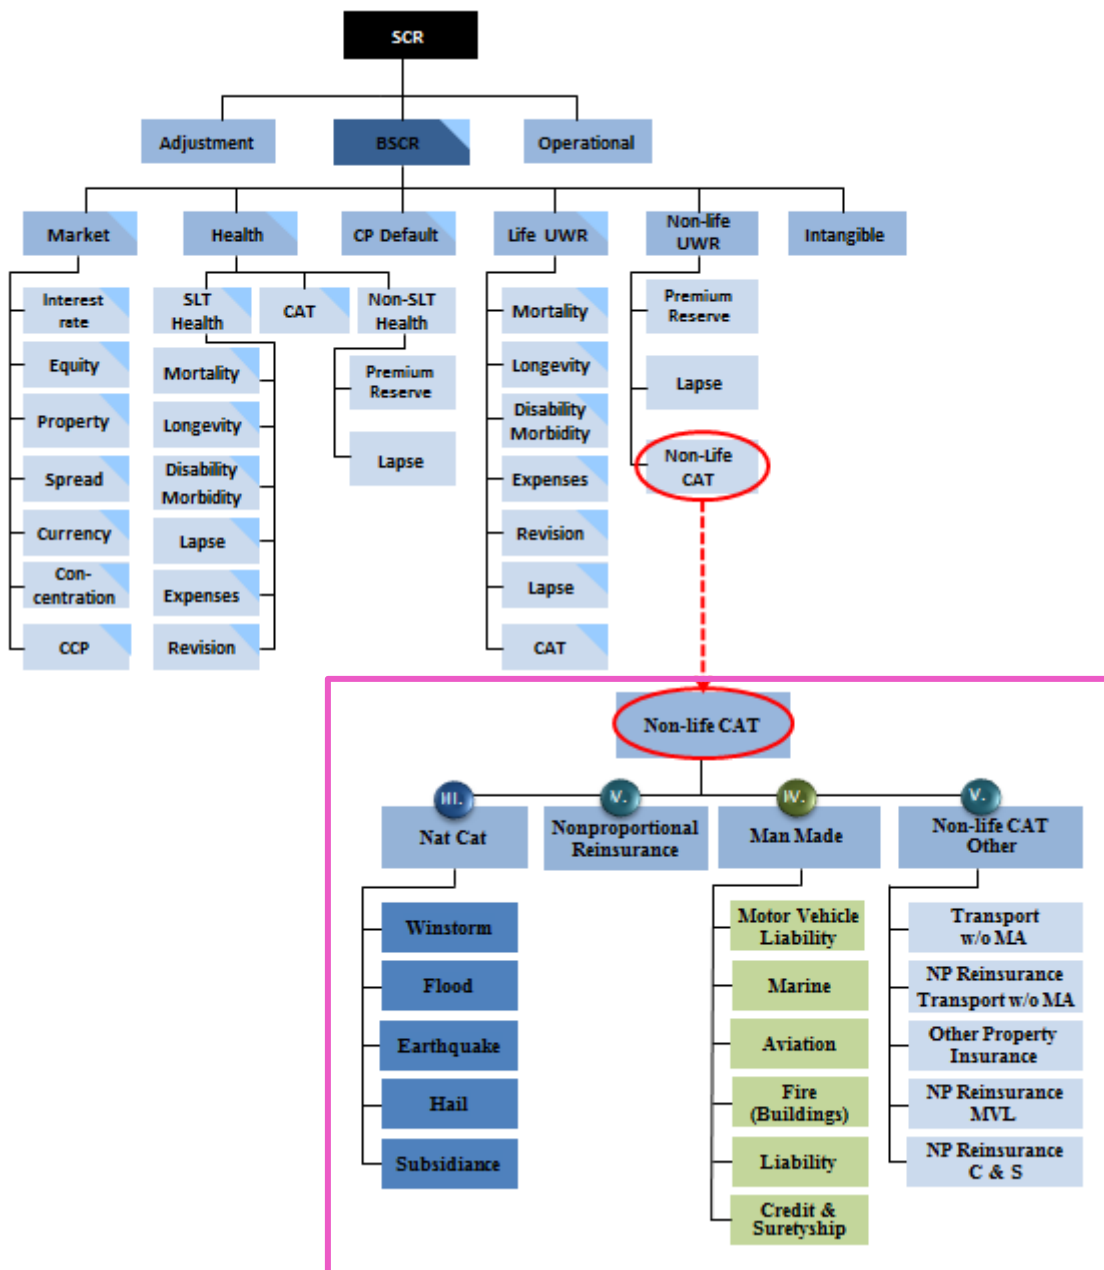 SCR
Adjustment
BSCR
Operational
Market
Health
CP Default
Life UWR
Non-life
UWR
Intangible
Interest
rate
Equity
Property
Spread
Currency
Con-
centration
CCP
SLT
Health
CAT
Non-SLT
Health
Mortality
Longevity
Disability
Morbidity
Lapse
Expenses
Revision
Premium
Reserve
Lapse
Mortality
Longevity
Disability
Morbidity
Expenses
Revision
Lapse
CAT
Premium
Reserve
Lapse
Non-Life
CAT
Non-life CAT
III.
Nat Cat
IV.
Nonproportional
Reinsurance
IV.
Man Made
V.
Non-life CAT
Other
Winstorm
Flood
Earthquake
Hail
Subsidiance
Motor Vehicle
Liability
Marine
Aviation
Fire
(Buildings)
Liability
Credit &
Suretyship
Transport
w/o MA
NP Reinsurance
Transport w/o MA
Other Property
Insurance
NP Reinsurance
MVL
NP Reinsurance
C & S